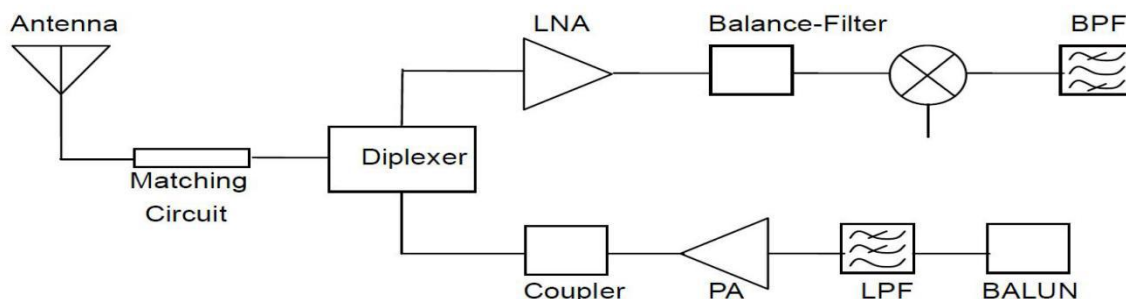 Antenna
LNA
Balance-Filter
BPF
Diplexer
Matching
Circuit
Coupler
PA
LPF
BALUN